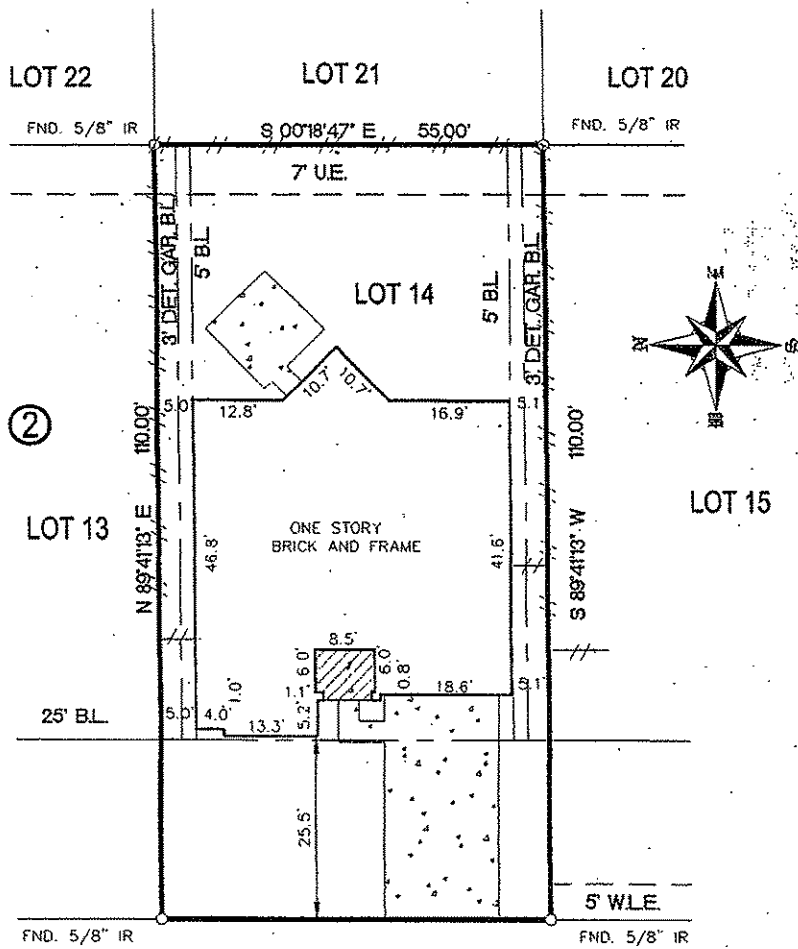 LOT 22
LOT 21
LOT 20
FND. 5/8" IR
S 00°18'47" E 55.00'
FND. 5/8" IR
7' U.E.
3' DET. GAR. B.L.
5' B.L.
LOT 14
5' B.L.
3' DET. GAR. B.L.
N
S
E
5.0'
12.8'
10.7'
10.7'
16.9'
5.1'
2
110.00'
110.00'
LOT 13
LOT 15
N 89°41'13" E
S 89°41'13" W
46.8'
ONE STORY
BRICK AND FRAME
41.6'
8.5'
6.0'
6.0'
1.1'
0.8'
18.6'
5.1'
25' B.L.
5.0'
4.0'
1.0'
13.3'
5.2'
25.5'
5' W.L.E.
FND. 5/8" IR
FND. 5/8" IR